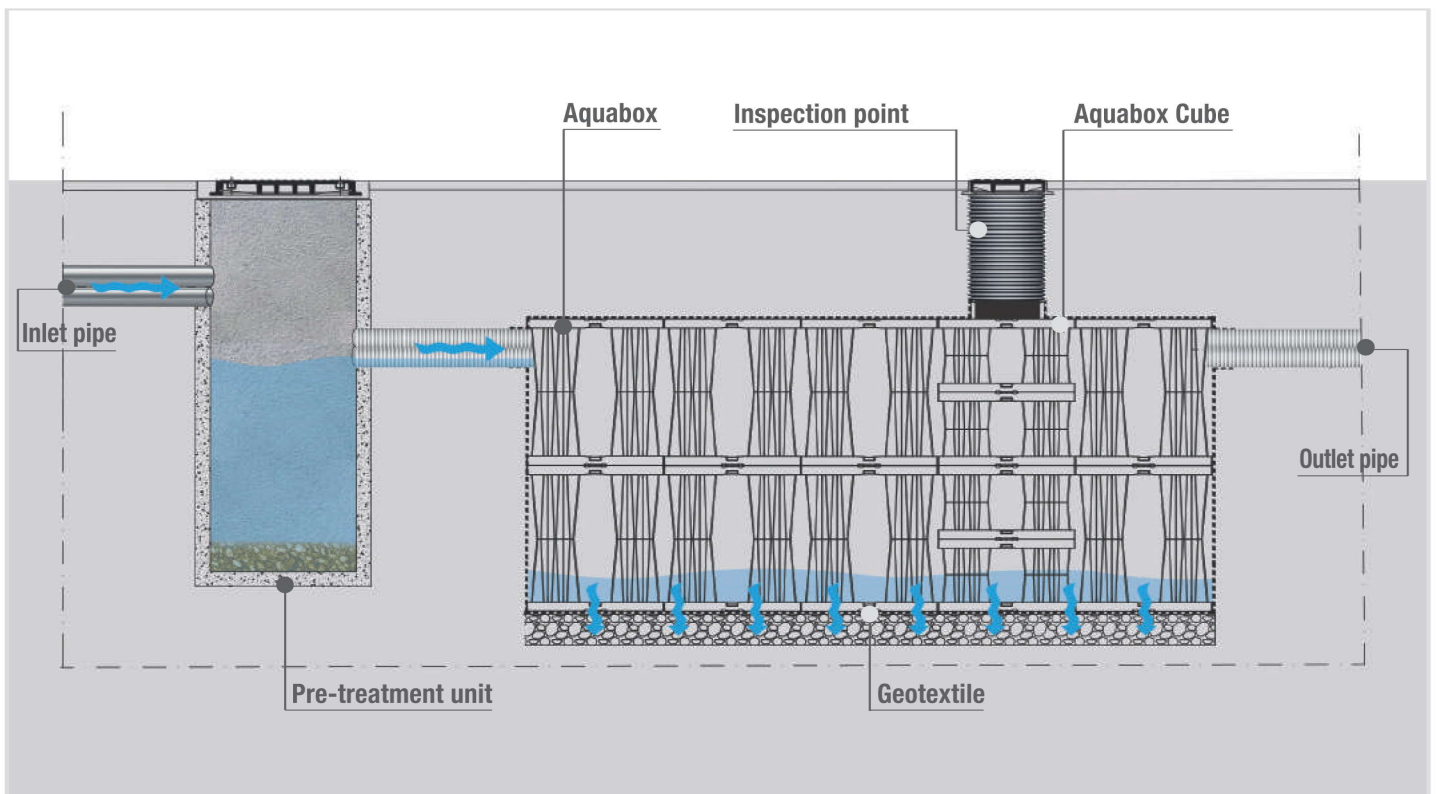 Aquabox
Inspection point
Aquabox Cube
Inlet pipe
Outlet pipe
Pre-treatment unit
Geotextile